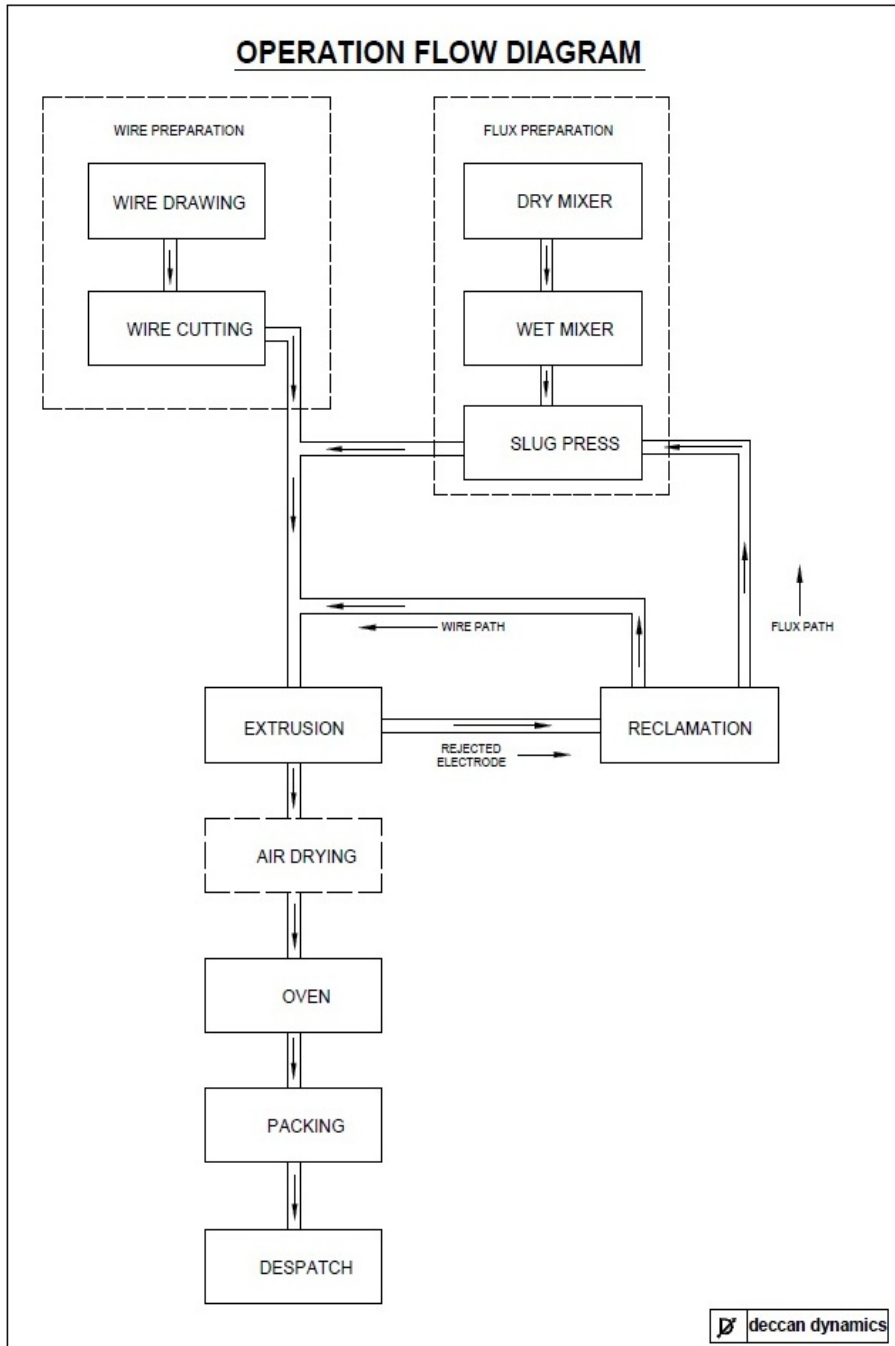 OPERATION FLOW DIAGRAM
WIRE PREPARATION
WIRE DRAWING
WIRE CUTTING
FLUX PREPARATION
DRY MIXER
WET MIXER
SLUG PRESS
WIRE PATH
FLUX PATH
EXTRUSION
REJECTED
ELECTRODE
RECLAMATION
AIR DRYING
OVEN
PACKING
DESPATCH
deccan dynamics